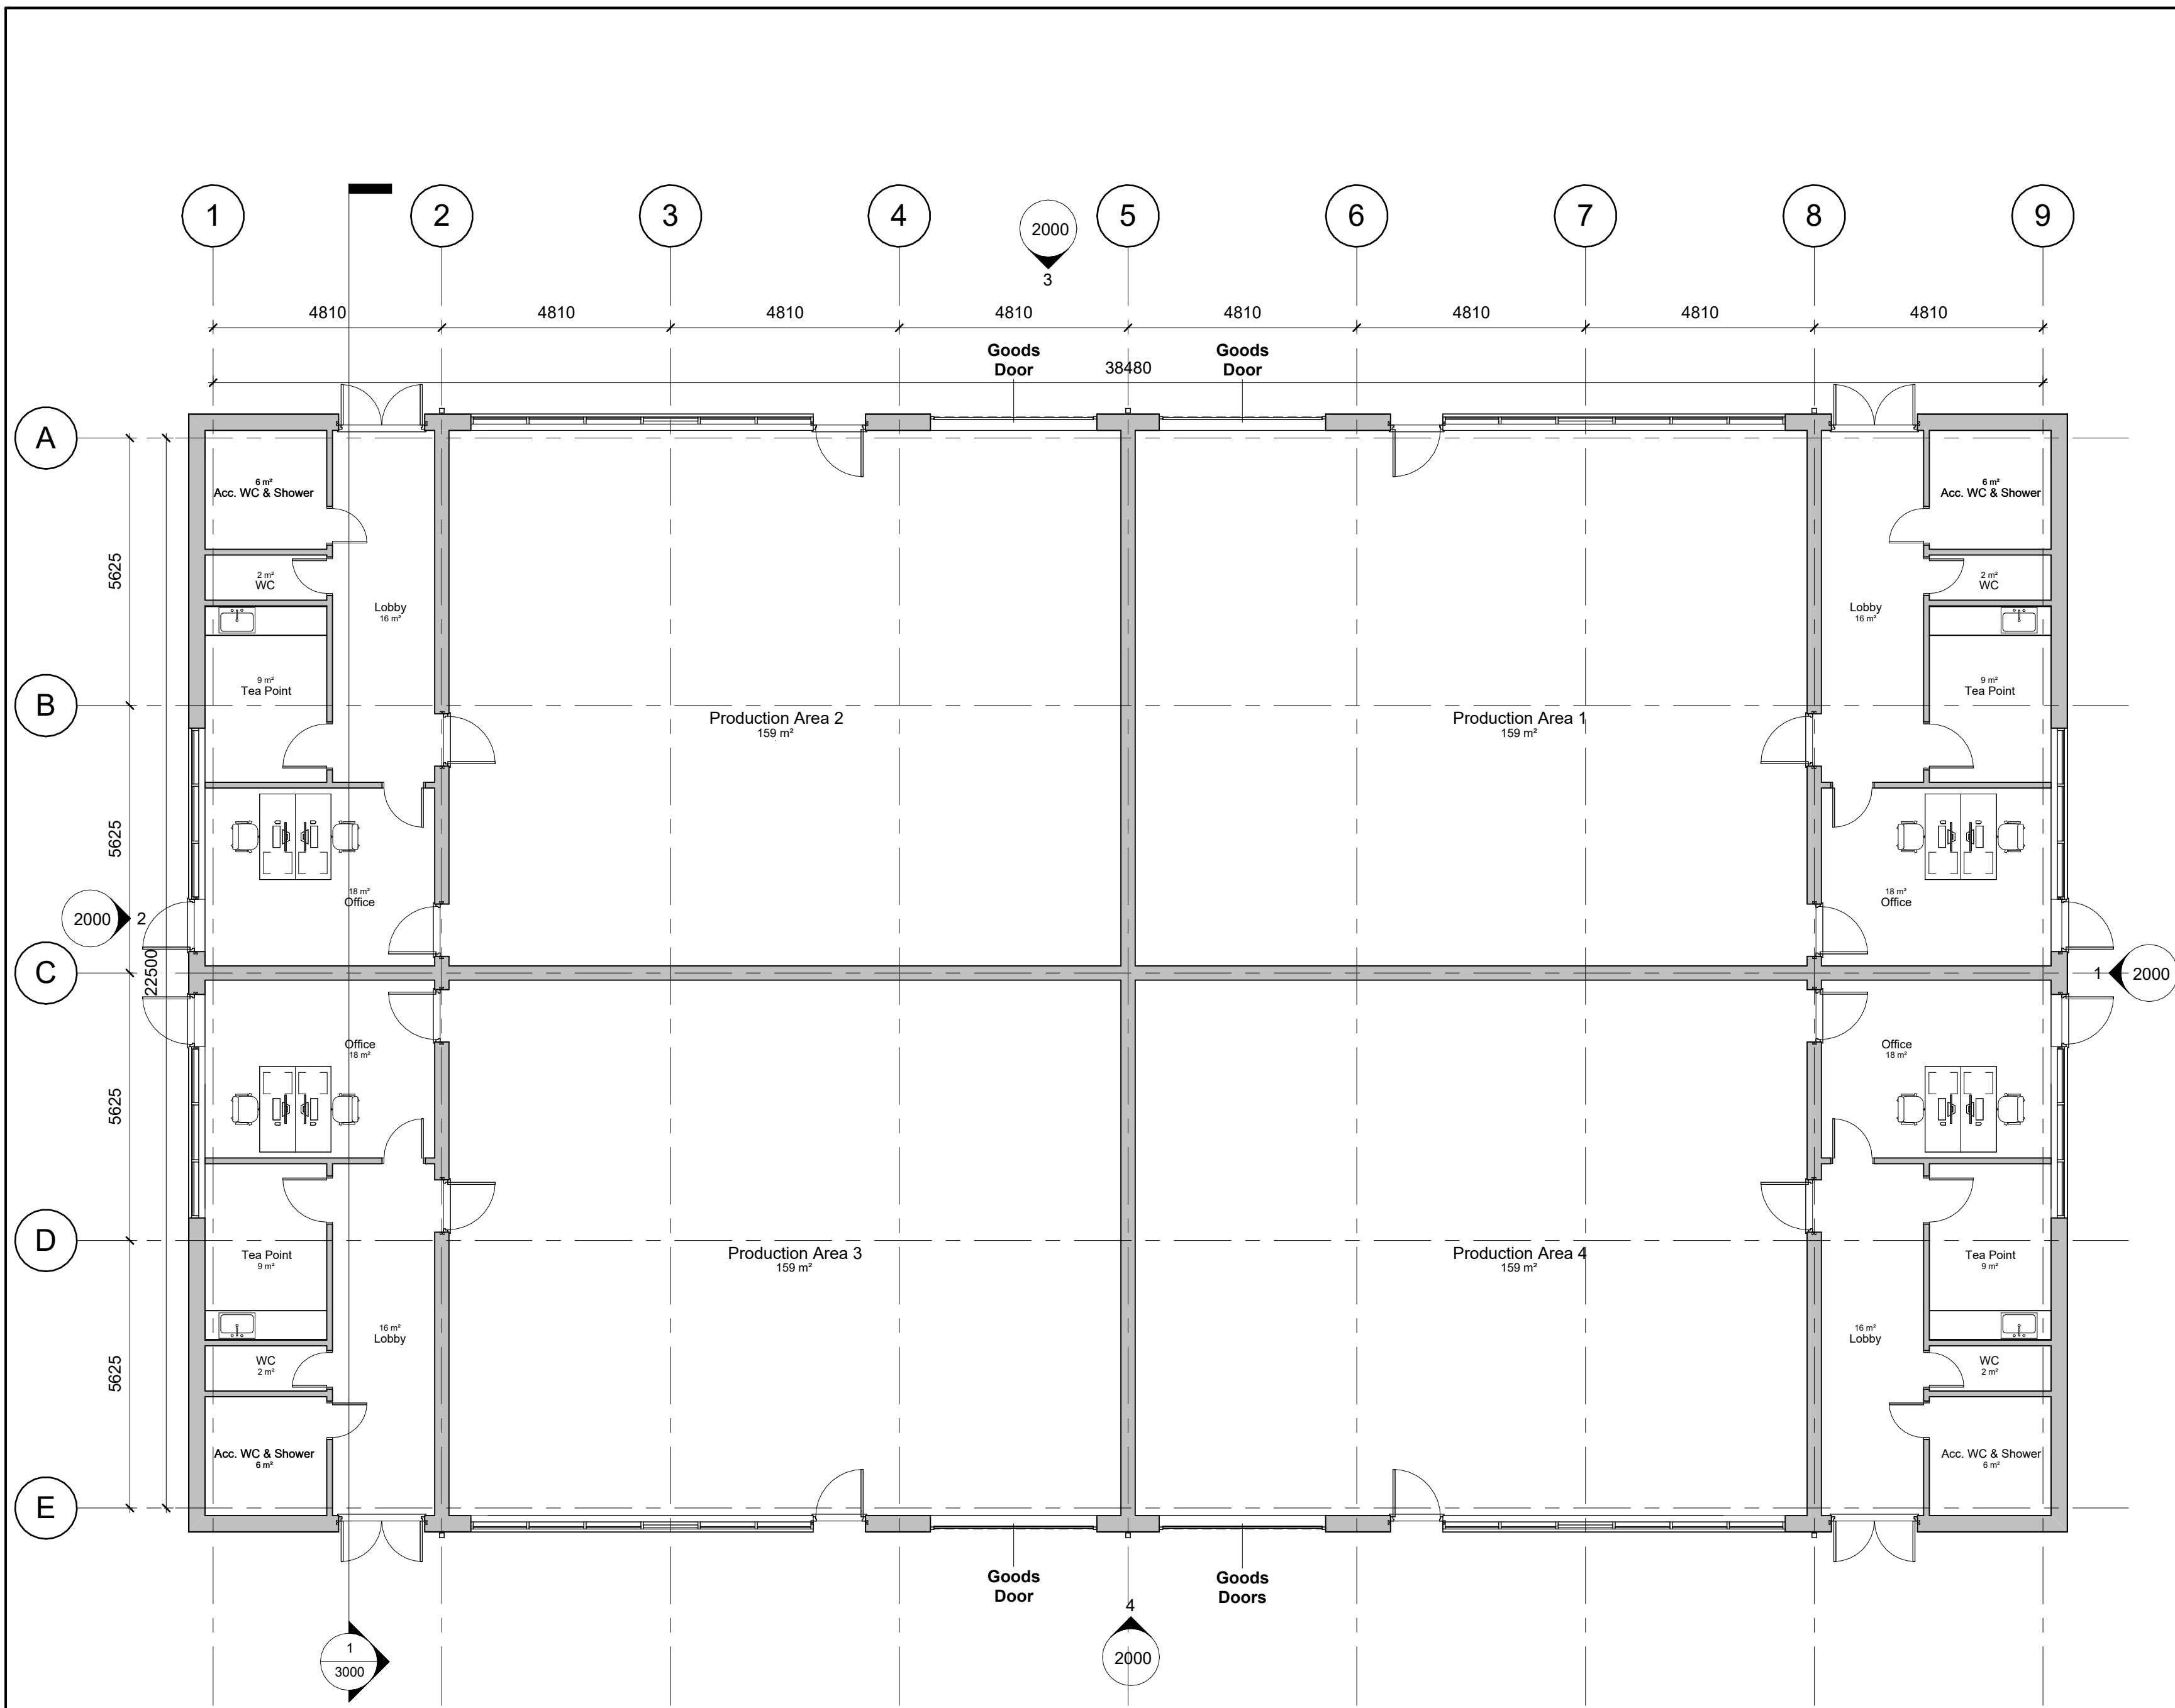 1
2
3
4
5
6
7
8
9
2000
3
4810
4810
4810
4810
4810
4810
4810
4810
Goods
Door
38480
Goods
Door
A
6 m²
Acc. WC & Shower
6 m²
Acc. WC & Shower
5625
2 m²
WC
2 m²
WC
Lobby
16 m²
Lobby
16 m²
9 m²
Tea Point
9 m²
Tea Point
B
Production Area 2
159 m²
Production Area 1
159 m²
5625
18 m²
Office
18 m²
Office
2000
2
C
22500
1
2000
Office
18 m²
Office
18 m²
5625
D
Tea Point
9 m²
Production Area 3
159 m²
Production Area 4
159 m²
Tea Point
9 m²
16 m²
Lobby
16 m²
Lobby
5625
WC
2 m²
WC
2 m²
Acc. WC & Shower
6 m²
Acc. WC & Shower
6 m²
E
Goods
Door
Goods
Doors
4
2000
1
3000